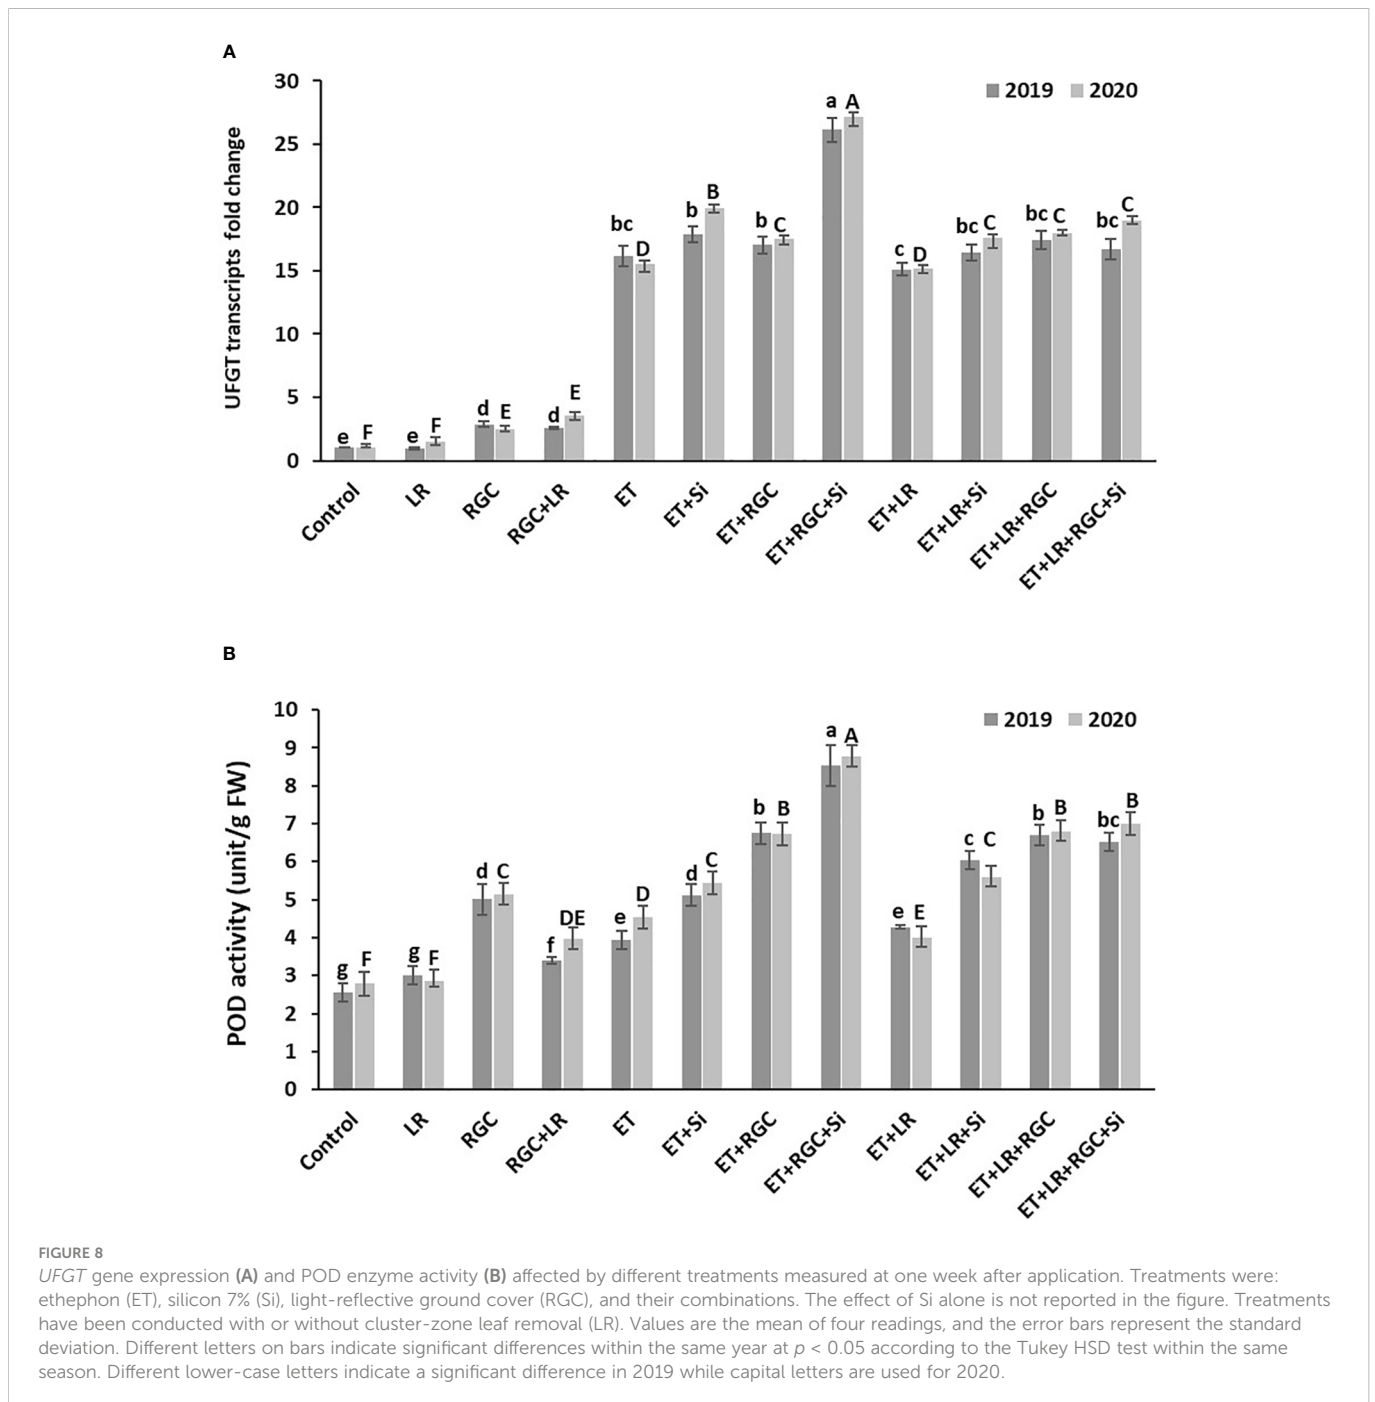 A
30
25
20
15
10
5
0
UFGT transcripts fold change
2019 2020
e F e F d E d E bc D b B b C a A c D bc C bc C bc C
Control LR RGC RGC+LR ET ET+Si ET+RGC ET+RGC+Si ET+LR ET+LR+Si ET+LR+RGC ET+LR+RGC+Si
B
10
9
8
7
6
5
4
3
2
1
0
POD activity (unit/g FW)
2019 2020
g F g F d C f DE e D d C b B a A e E c C b B bc B
Control LR RGC RGC+LR ET ET+Si ET+RGC ET+RGC+Si ET+LR ET+LR+Si ET+LR+RGC ET+LR+RGC+Si
FIGURE 8
UFGT gene expression (A) and POD enzyme activity (B) affected by different treatments measured at one week after application. Treatments were:
ethephon (ET), silicon 7% (Si), light-reflective ground cover (RGC), and their combinations. The effect of Si alone is not reported in the figure. Treatments
have been conducted with or without cluster-zone leaf removal (LR). Values are the mean of four readings, and the error bars represent the standard
deviation. Different letters on bars indicate significant differences within the same year at p < 0.05 according to the Tukey HSD test within the same
season. Different lower-case letters indicate a significant difference in 2019 while capital letters are used for 2020.